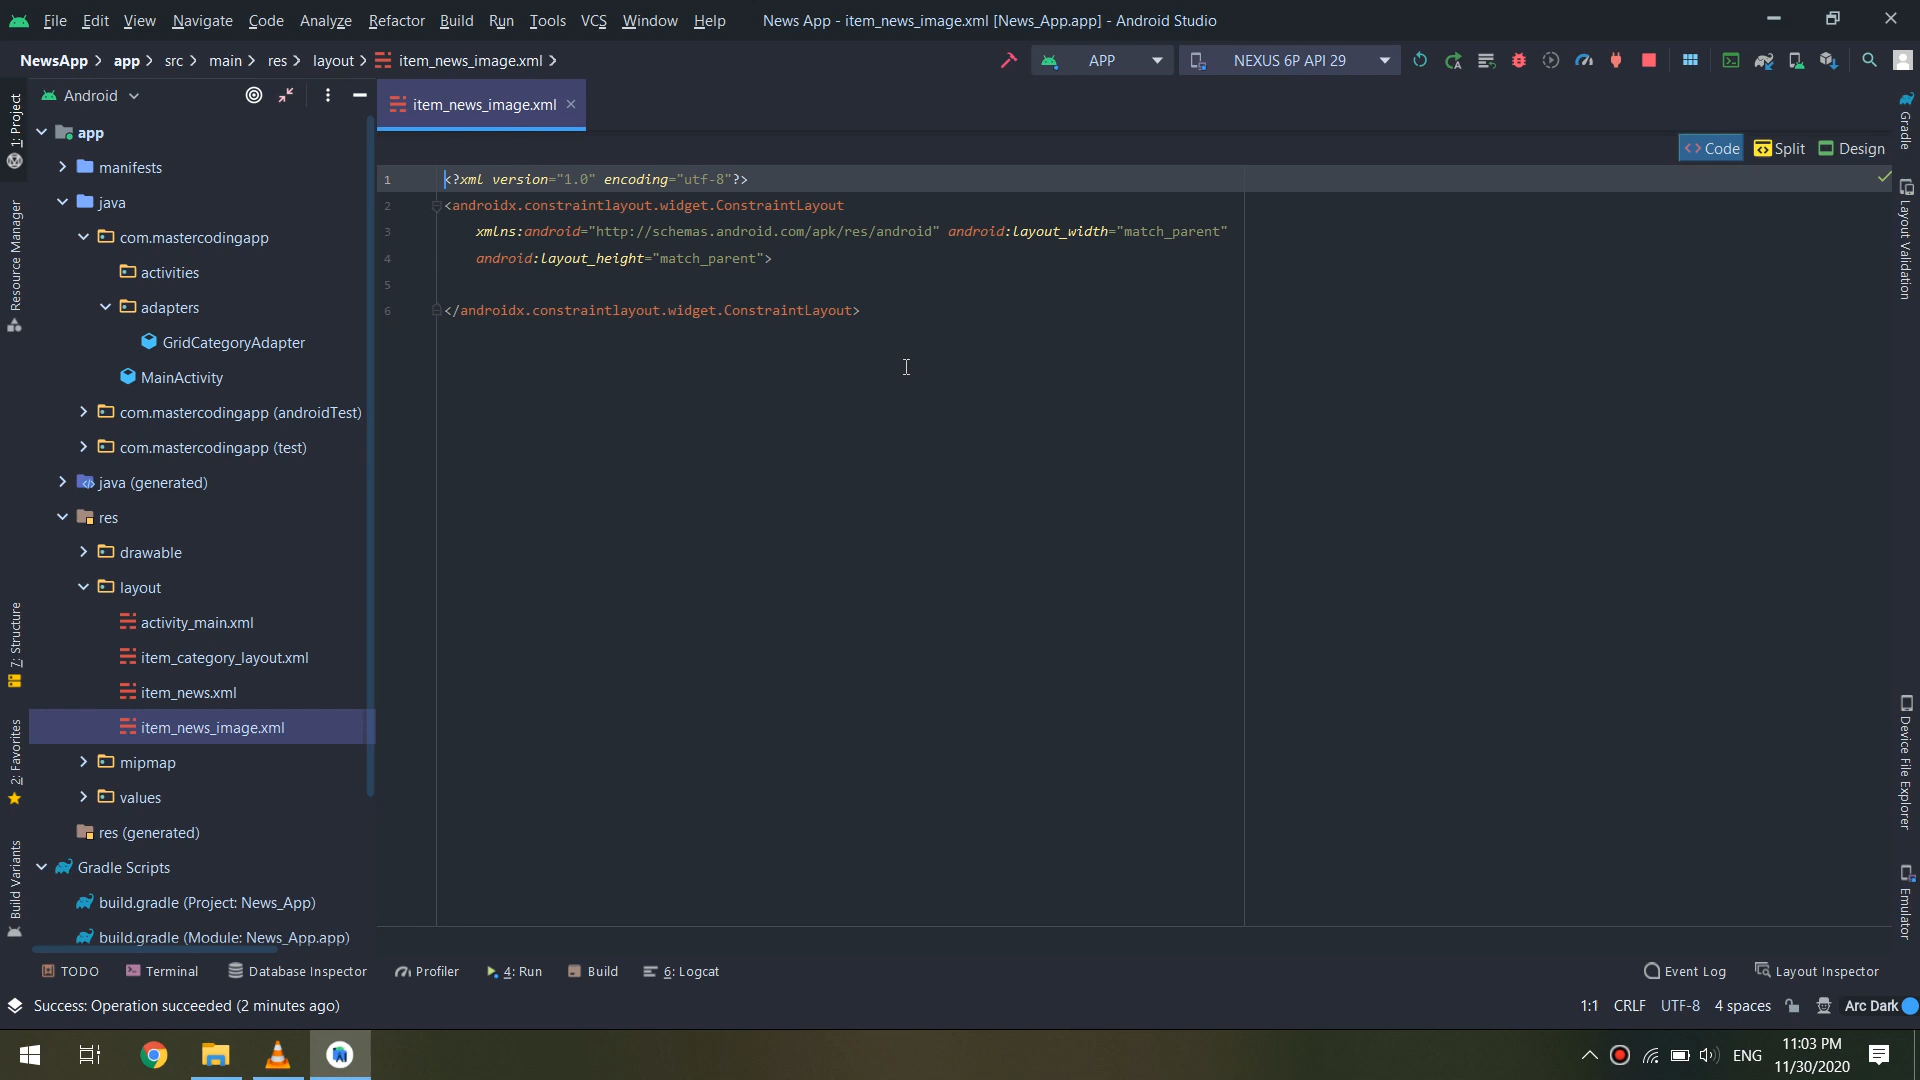 File Edit View Navigate Code Analyze Refactor Build Run Tools VCS Window Help News App - item_news_image.xml [News_App.app] - Android Studio
NewsApp app src main res layout item_news_image.xml APP NEXUS 6P API 29
Android
item_news_image.xml
Code Split Design
1: Project
Resource Manager
7: Structure
2: Favorites
Build Variants
app
manifests
java
com.mastercodingapp
activities
adapters
GridCategoryAdapter
MainActivity
com.mastercodingapp (androidTest)
com.mastercodingapp (test)
java (generated)
res
drawable
layout
activity_main.xml
item_category_layout.xml
item_news.xml
item_news_image.xml
mipmap
values
res (generated)
Gradle Scripts
build.gradle (Project: News_App)
build.gradle (Module: News_App.app)
1 <?xml version="1.0" encoding="utf-8"?>
2 <androidx.constraintlayout.widget.ConstraintLayout
3 xmlns:android="http://schemas.android.com/apk/res/android" android:layout_width="match_parent"
4 android:layout_height="match_parent">
5
6 </androidx.constraintlayout.widget.ConstraintLayout>
Gradle
Layout Validation
Device File Explorer
Emulator
TODO Terminal Database Inspector Profiler 4: Run Build 6: Logcat Event Log Layout Inspector
Success: Operation succeeded (2 minutes ago) 1:1 CRLF UTF-8 4 spaces Arc Dark
ENG
11:03 PM
11/30/2020